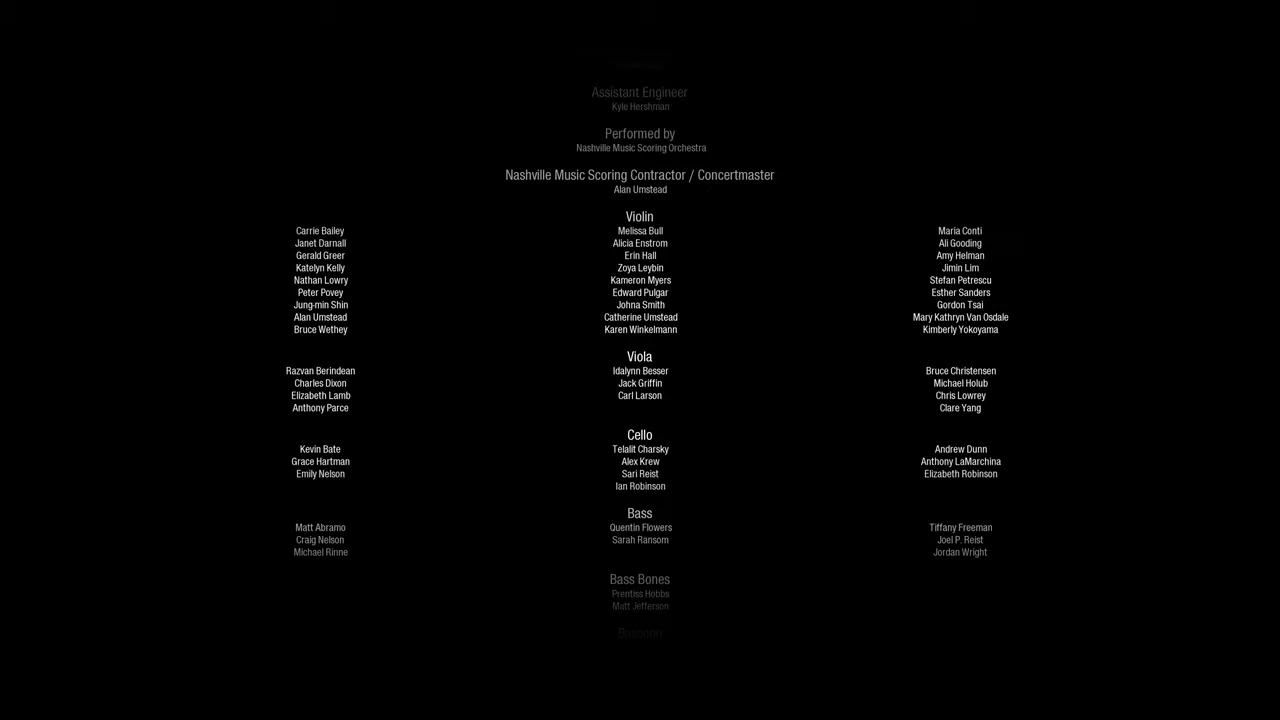 Assistant Engineer
Kyle Hershman
Performed by
Nashville Music Scoring Orchestra
Nashville Music Scoring Contractor / Concertmaster
Alan Umstead
Violin
Carrie Bailey Melissa Bull Maria Conti
Janet Darnall Alicia Enstrom Ali Gooding
Gerald Greer Erin Hall Amy Helman
Katelyn Kelly Zoya Leybin Jimin Lim
Nathan Lowry Kameron Myers Stefan Petrescu
Peter Povey Edward Pulgar Esther Sanders
Jung-min Shin Johna Smith Gordon Tsai
Alan Umstead Catherine Umstead Mary Kathryn Van Osdale
Bruce Wethey Karen Winkelmann Kimberly Yokoyama
Viola
Razvan Berindean Idalynn Besser Bruce Christensen
Charles Dixon Jack Griffin Michael Holub
Elizabeth Lamb Carl Larson Chris Lowrey
Anthony Parce Clare Yang
Cello
Kevin Bate Telalit Charsky Andrew Dunn
Grace Hartman Alex Krew Anthony LaMarchina
Emily Nelson Sari Reist Elizabeth Robinson
Ian Robinson
Bass
Matt Abramo Quentin Flowers Tiffany Freeman
Craig Nelson Sarah Ransom Joel P. Reist
Michael Rinne Jordan Wright
Bass Bones
Prentiss Hobbs
Matt Jefferson